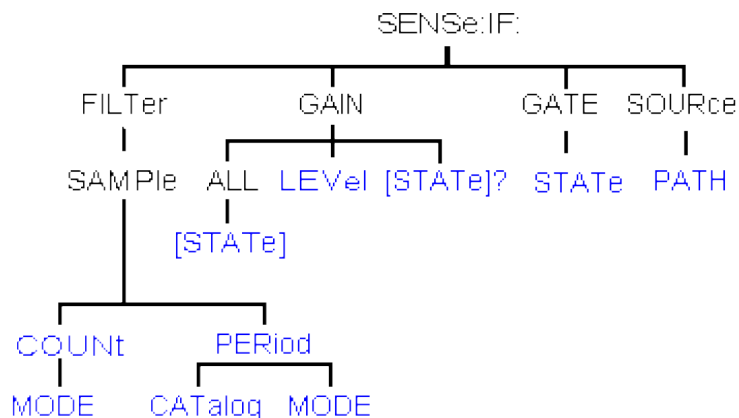 SENSe:IF:
FILTer GAIN GATE SOURce
SAMPle ALL LEVel [STATe]? STATe PATH
[STATe]
COUNt PERiod
MODE CATalog MODE